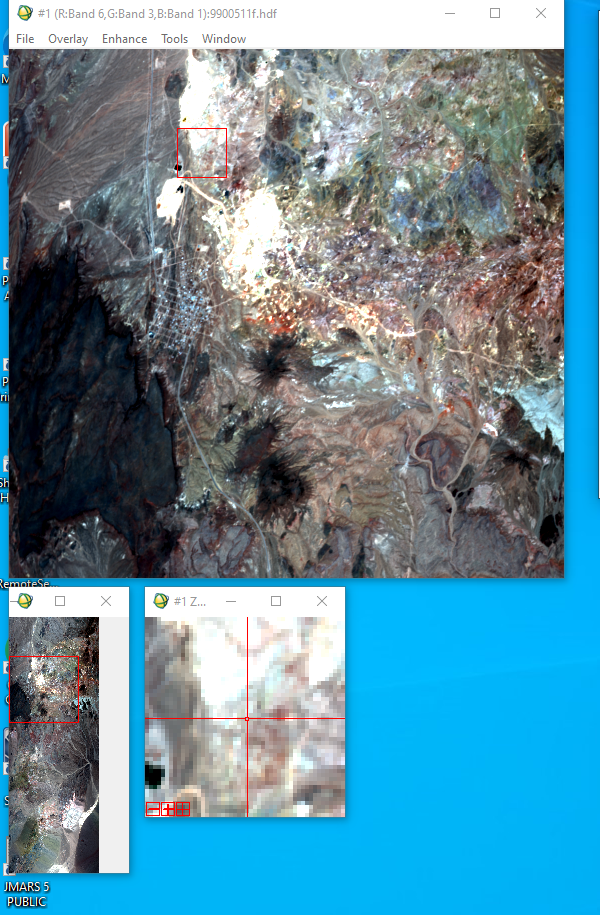 #1 (R:Band 6,G:Band 3,B:Band 1):9900511f.hdf
File Overlay Enhance Tools Window
RemoteSe...
#1 Z...
JMARS 5
PUBLIC